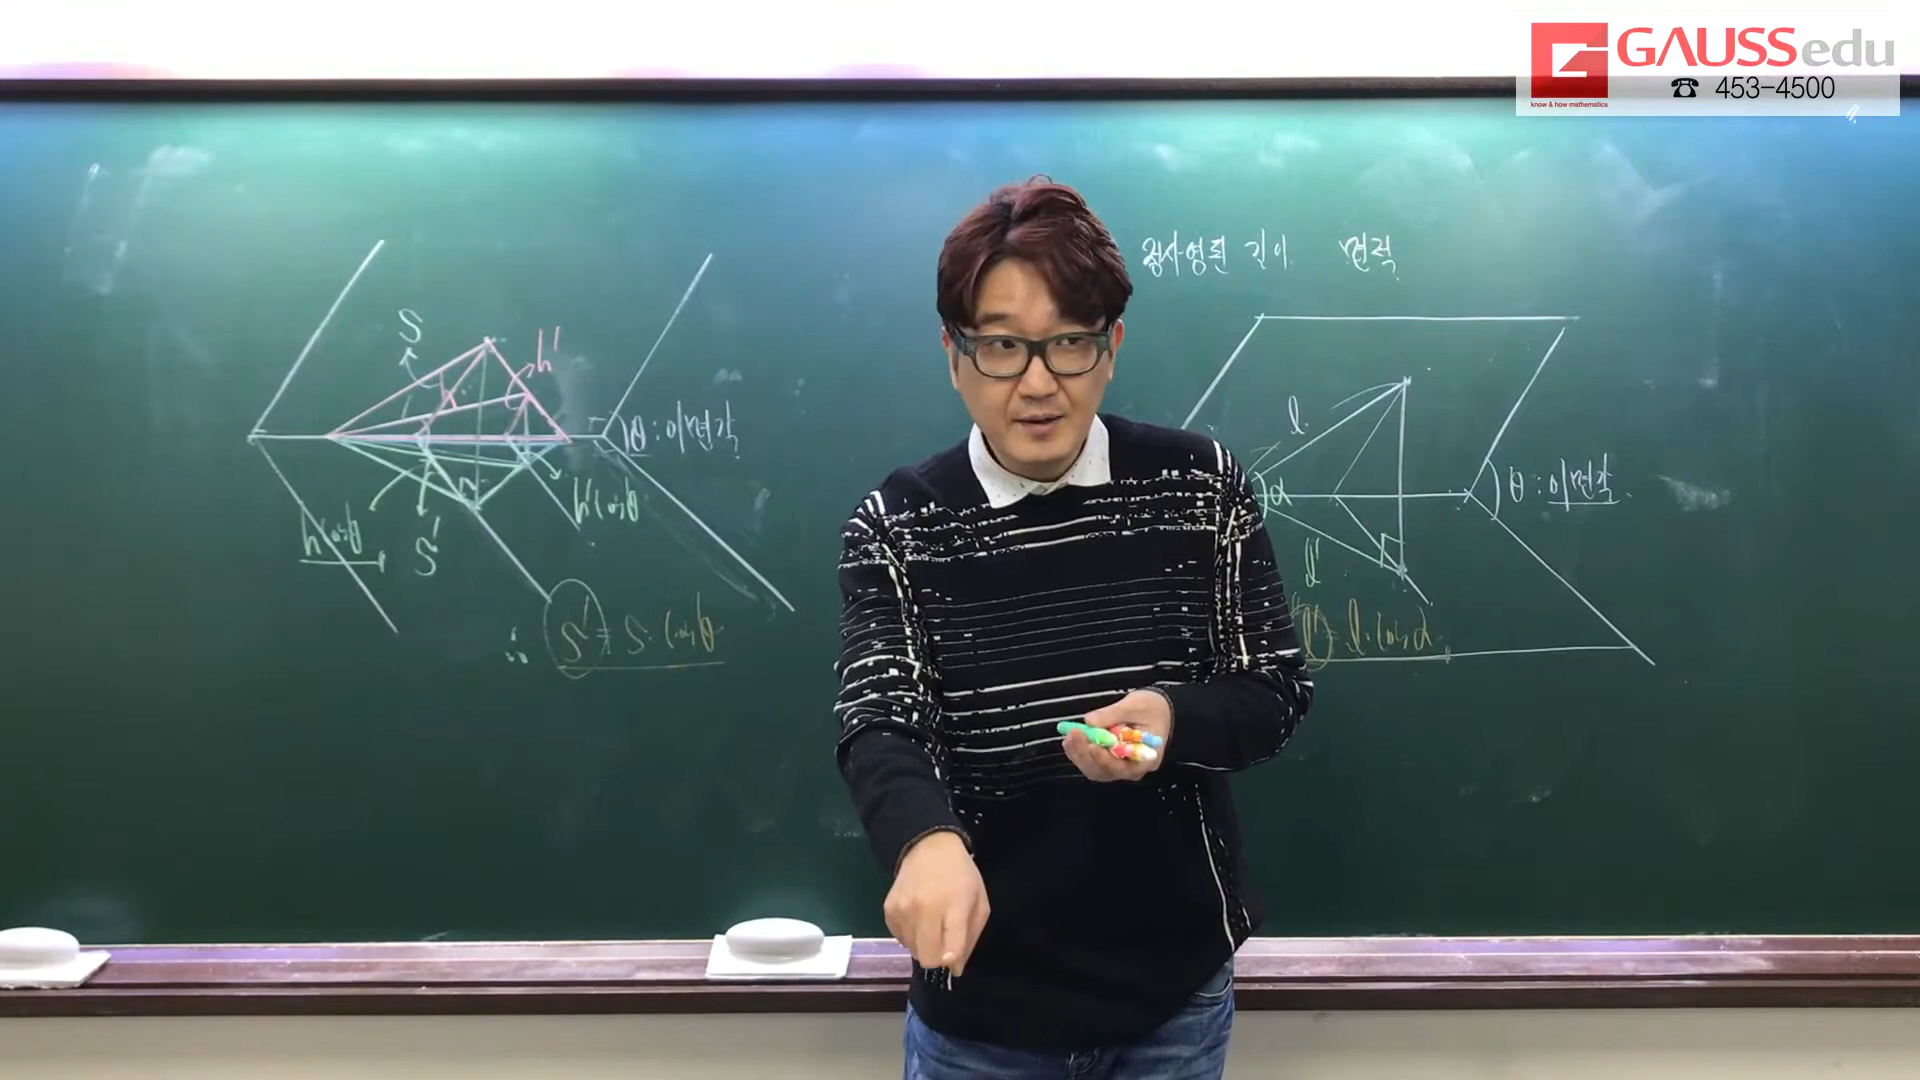 GAUSSedu
know & how mathematics
☎ 453-4500
정사영된 길이 면적
S
h'
θ : 이면각
h cosθ
S'
h' cosθ
∴ S' = S · cosθ
l
α
θ : 이면각
l'
l' = l · cosα